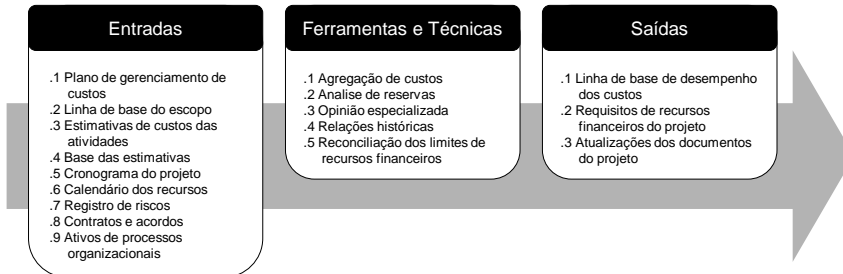 Entradas
.1 Plano de gerenciamento de
custos
.2 Linha de base do escopo
.3 Estimativas de custos das
atividades
.4 Base das estimativas
.5 Cronograma do projeto
.6 Calendário dos recursos
.7 Registro de riscos
.8 Contratos e acordos
.9 Ativos de processos
organizacionais
Ferramentas e Técnicas
.1 Agregação de custos
.2 Analise de reservas
.3 Opinião especializada
.4 Relações históricas
.5 Reconciliação dos limites de
recursos financeiros
Saídas
.1 Linha de base de desempenho
dos custos
.2 Requisitos de recursos
financeiros do projeto
.3 Atualizações dos documentos
do projeto